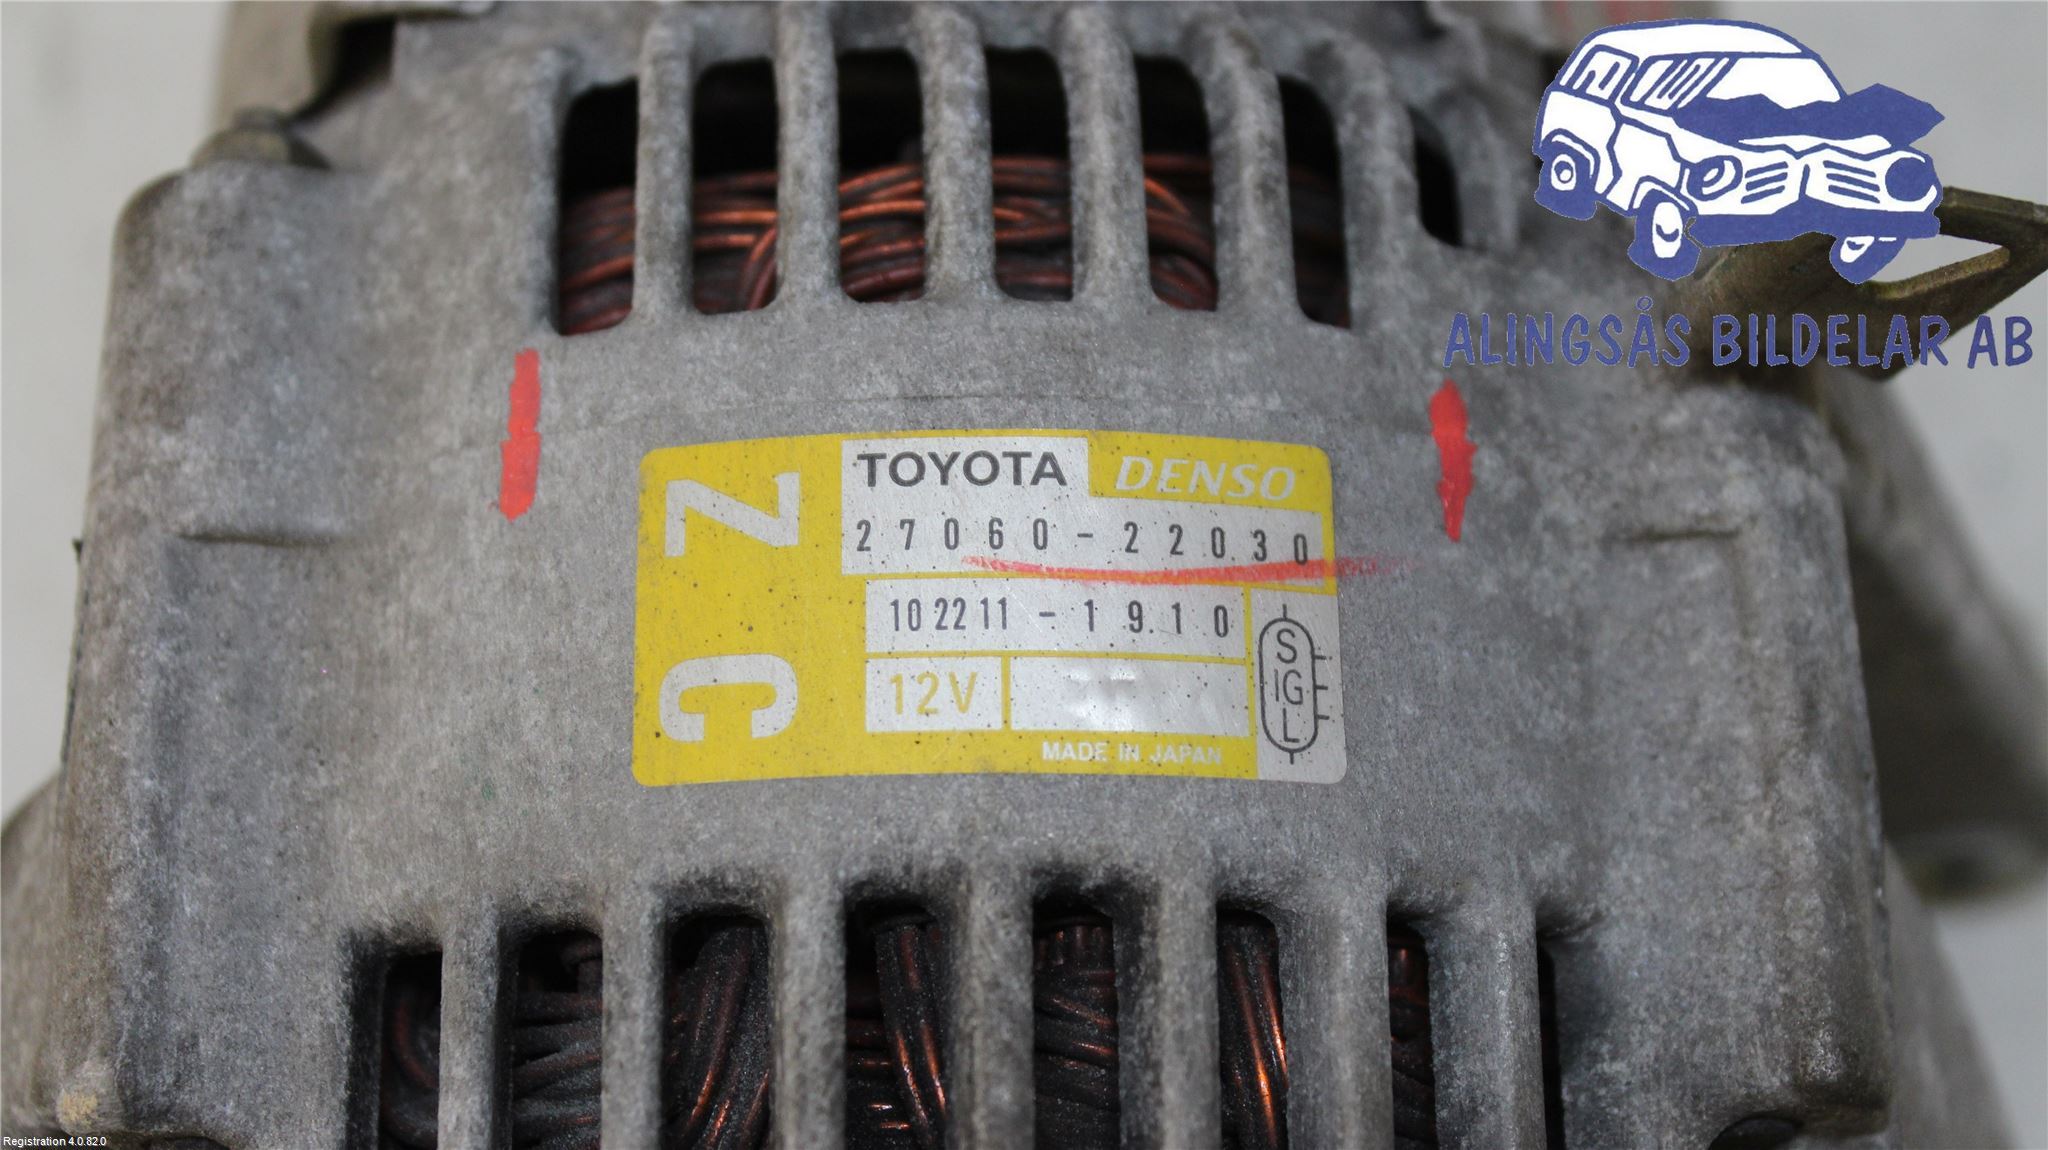 ALINGSÅS BILDELAR AB
TOYOTA DENSO
27060-22030
102211-1910
12V
MADE IN JAPAN
S
IG
L
C Z
Registration 4.0.82.0